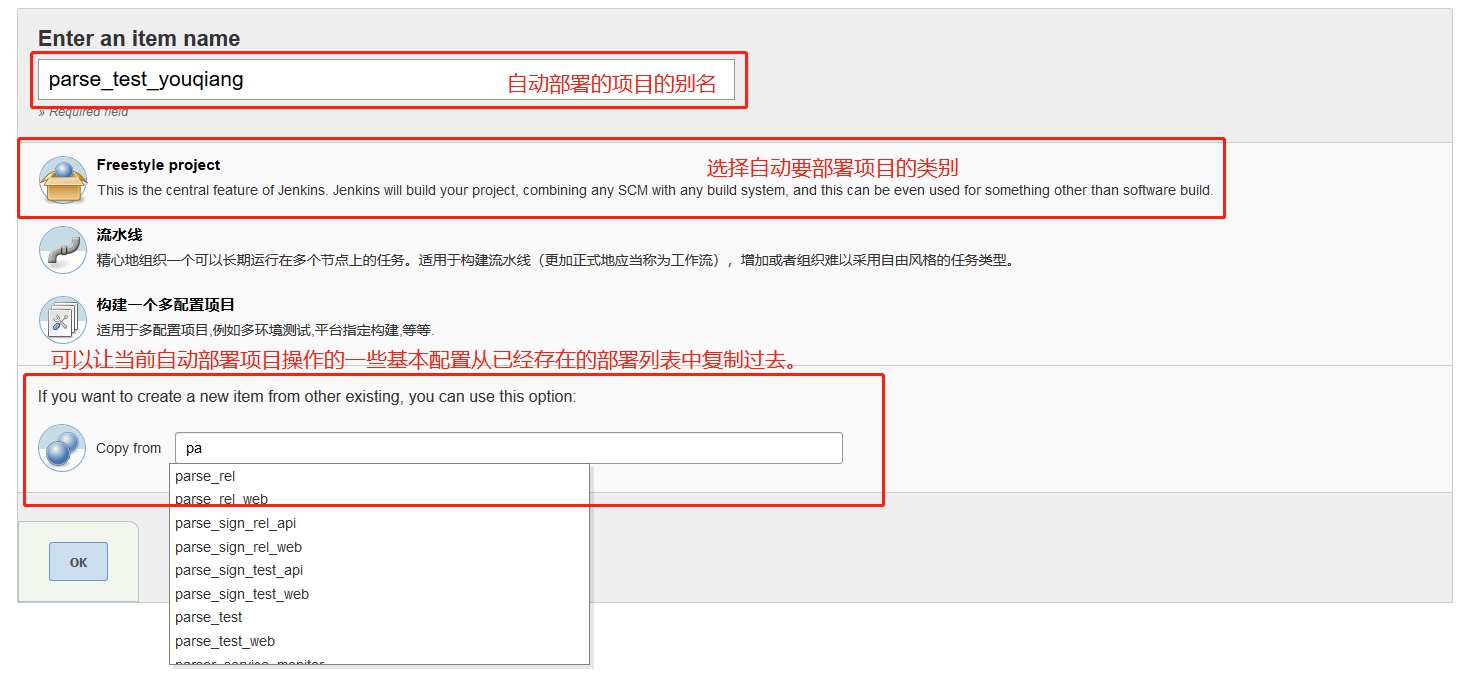 Enter an item name
parse_test_youqiang 自动部署的项目的别名
» Required field
Freestyle project
选择自动要部署项目的类别
This is the central feature of Jenkins. Jenkins will build your project, combining any SCM with any build system, and this can be even used for something other than software build.
流水线
精心地组织一个可以长期运行在多个节点上的任务。适用于构建流水线（更加正式地应当称为工作流），增加或者组织难以采用自由风格的任务类型。
构建一个多配置项目
适用于多配置项目,例如多环境测试,平台指定构建,等等.
可以让当前自动部署项目操作的一些基本配置从已经存在的部署列表中复制过去。
If you want to create a new item from other existing, you can use this option:
Copy from pa
parse_rel
parse_rel_web
parse_sign_rel_api
parse_sign_rel_web
parse_sign_test_api
parse_sign_test_web
parse_test
parse_test_web
parser_service_monitor
OK